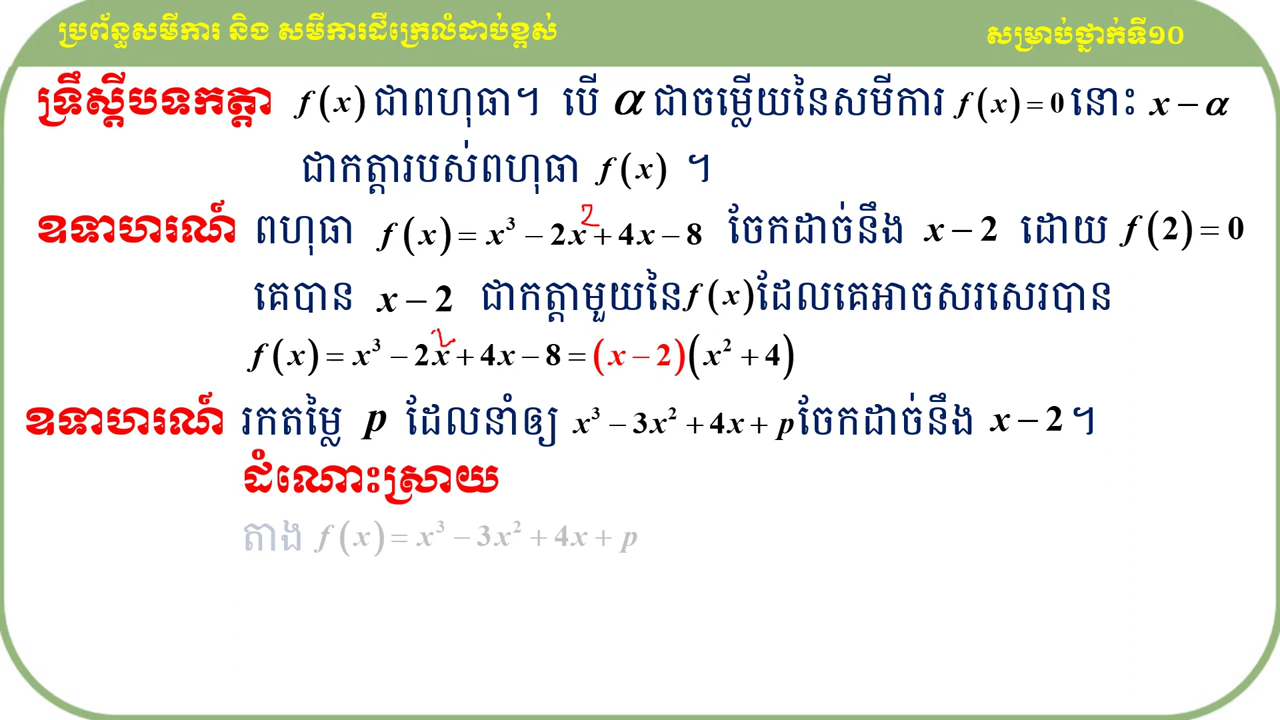 ប្រព័ន្ធសមីការ និង សមីការដឺក្រេលំដាប់ខ្ពស់ សម្រាប់ថ្នាក់ទី១០
ទ្រឹស្ដីបទកត្តា f(x) ជាពហុធា។ បើ α ជាចម្លើយនៃសមីការ f(x) = 0 នោះ x − α
ជាកត្តារបស់ពហុធា f(x) ។
ឧទាហរណ៍ ពហុធា f(x) = x³ − 2x² + 4x − 8 ចែកដាច់នឹង x − 2 ដោយ f(2) = 0
គេបាន x − 2 ជាកត្តាមួយនៃ f(x) ដែលគេអាចសរសេរបាន
f(x) = x³ − 2x² + 4x − 8 = (x − 2)(x² + 4)
ឧទាហរណ៍ រកតម្លៃ p ដែលនាំឲ្យ x³ − 3x² + 4x + p ចែកដាច់នឹង x − 2 ។
ដំណោះស្រាយ
តាង f(x) = x³ − 3x² + 4x + p